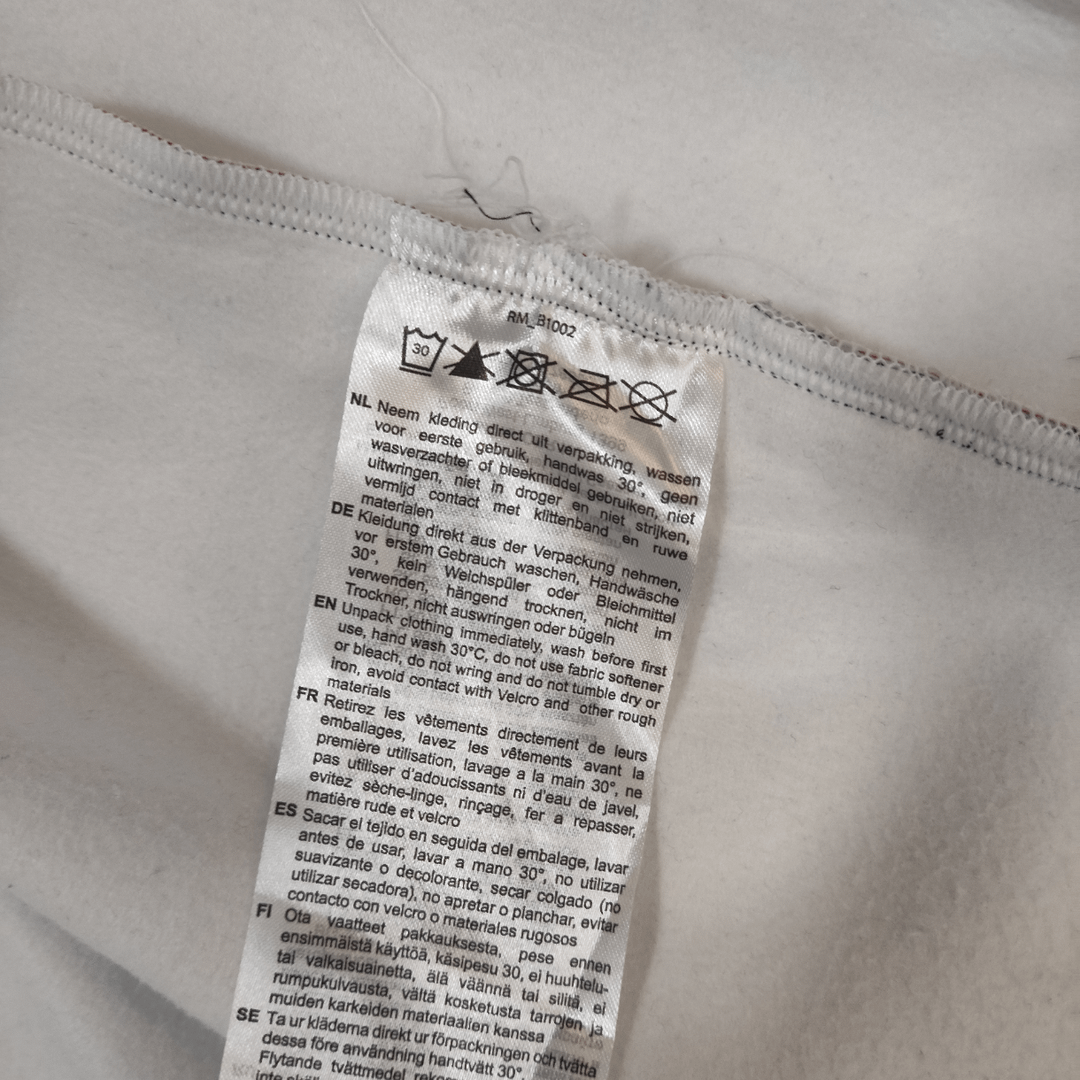 RM_B1002
30
NL Neem kleding direct uit verpakking, wassen
voor eerste gebruik, handwas 30°, geen
wasverzachter of bleekmiddel gebruiken, niet
uitwringen, niet in droger en niet strijken,
vermijd contact met klittenband en ruwe
materialen
DE Kleidung direkt aus der Verpackung nehmen,
vor erstem Gebrauch waschen, Handwäsche
30°, kein Weichspüler oder Bleichmittel
verwenden, hängend trocknen, nicht im
Trockner, nicht auswringen oder bügeln
EN Unpack clothing immediately, wash before first
use, hand wash 30°C, do not use fabric softener
or bleach, do not wring and do not tumble dry or
iron, avoid contact with Velcro and other rough
materials
FR Retirez les vêtements directement de leurs
emballages, lavez les vêtements avant la
première utilisation, lavage a la main 30°, ne
pas utiliser d'adoucissants ni d'eau de javel,
evitez sèche-linge, rinçage, fer a repasser,
matière rude et velcro
ES Sacar el tejido en seguida del embalage, lavar
antes de usar, lavar a mano 30°, no utilizar
suavizante o decolorante, secar colgado (no
utilizar secadora), no apretar o planchar, evitar
contacto con velcro o materiales rugosos
FI Ota vaatteet pakkauksesta, pese ennen
ensimmäistä käyttöä, käsipesu 30, ei huuhtelu-
tai valkaisuainetta, älä väännä tai silitä, ei
rumpukulvausta, vältä kosketusta tarrojen ja
muiden karkeiden materiaalien kanssa
SE Ta ur kläderna direkt ur förpackningen och tvätta
dessa före användning handtvätt 30°,
Flytande tvättmedel